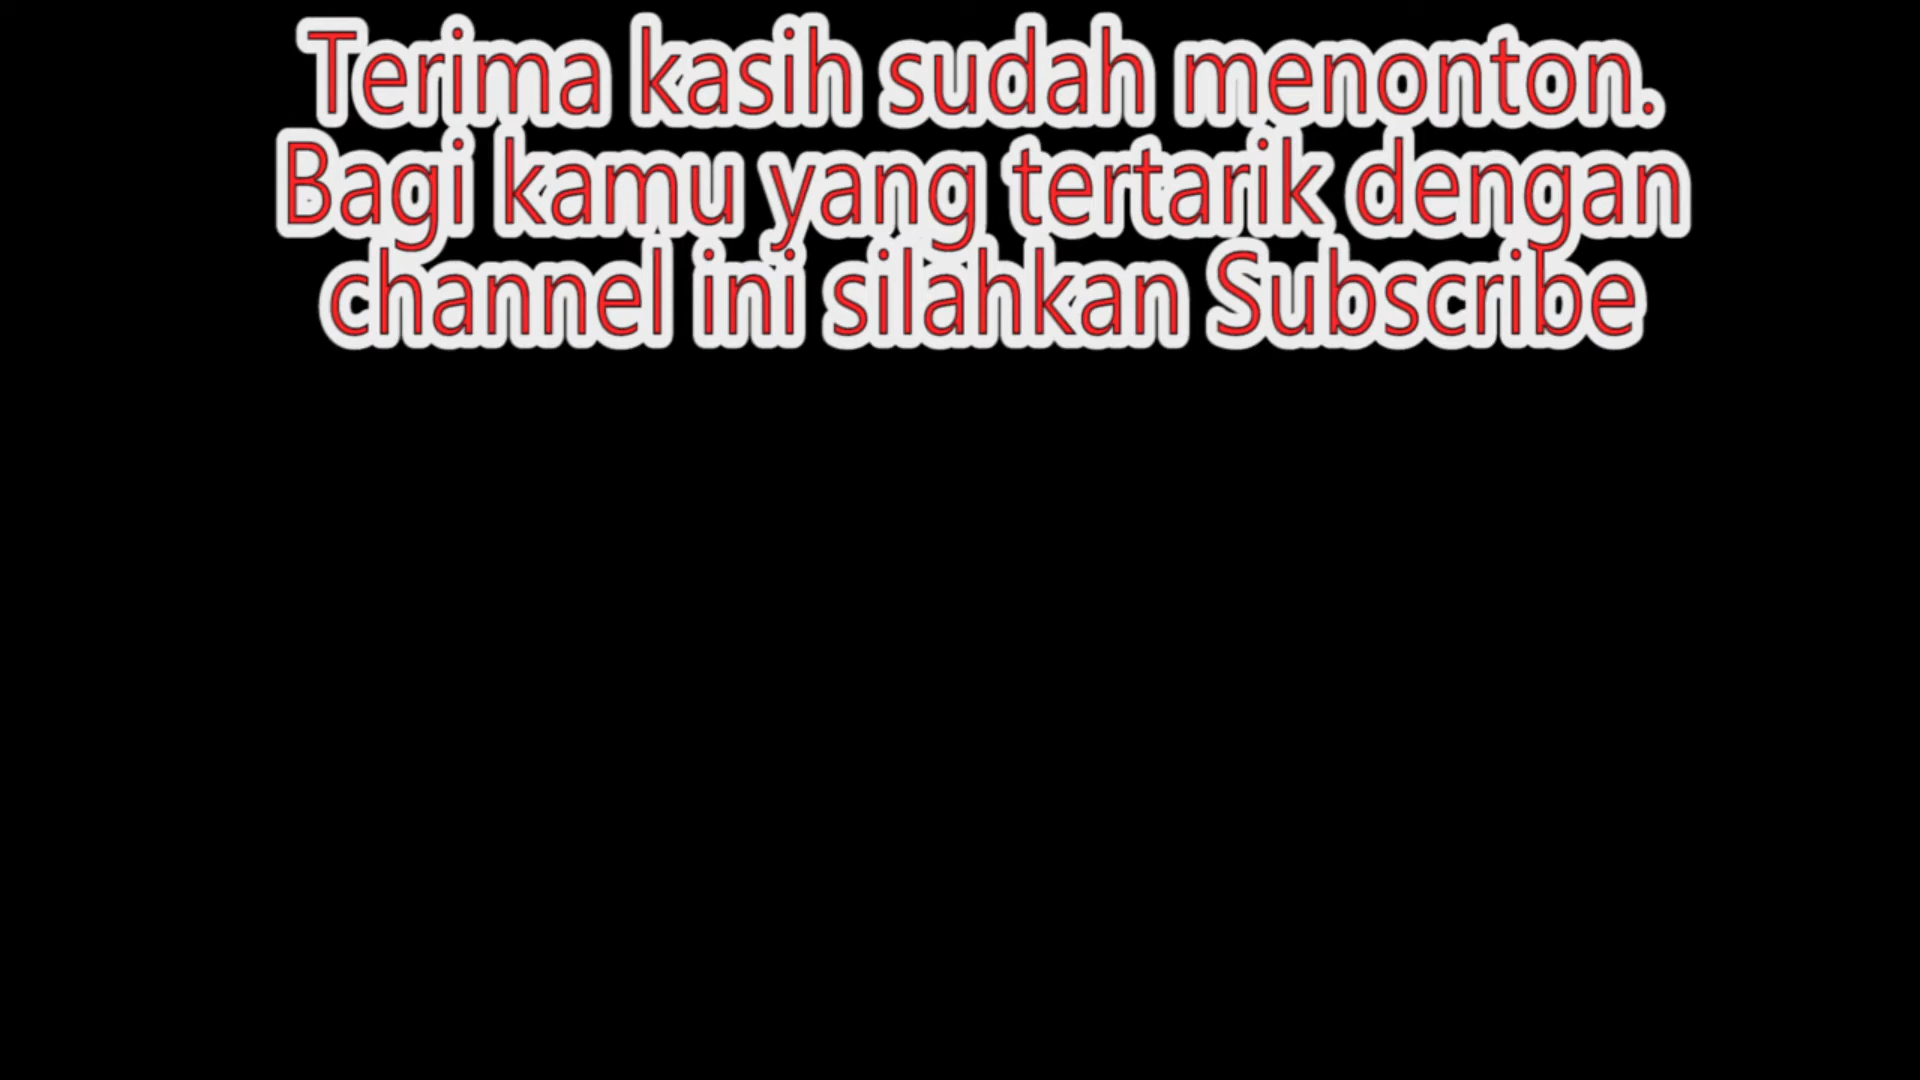 Terima kasih sudah menonton.
Bagi kamu yang tertarik dengan
channel ini silahkan Subscribe